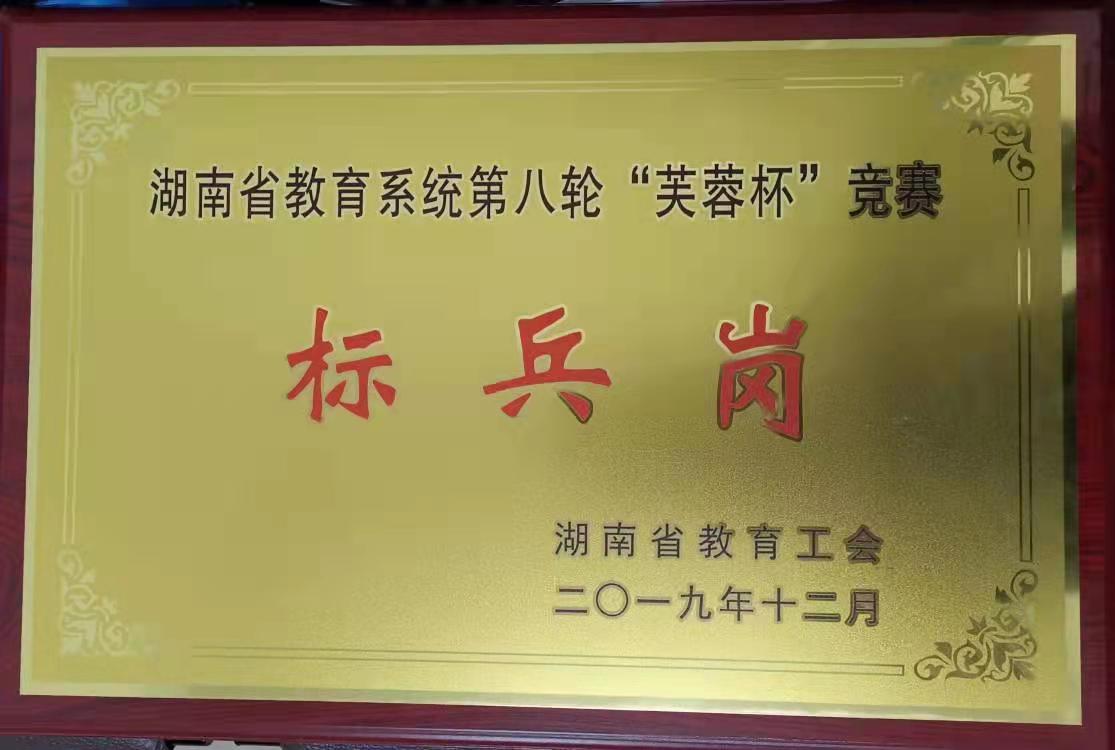 湖南省教育系统第八轮“芙蓉杯”竞赛
标兵岗
湖南省教育工会
二〇一九年十二月